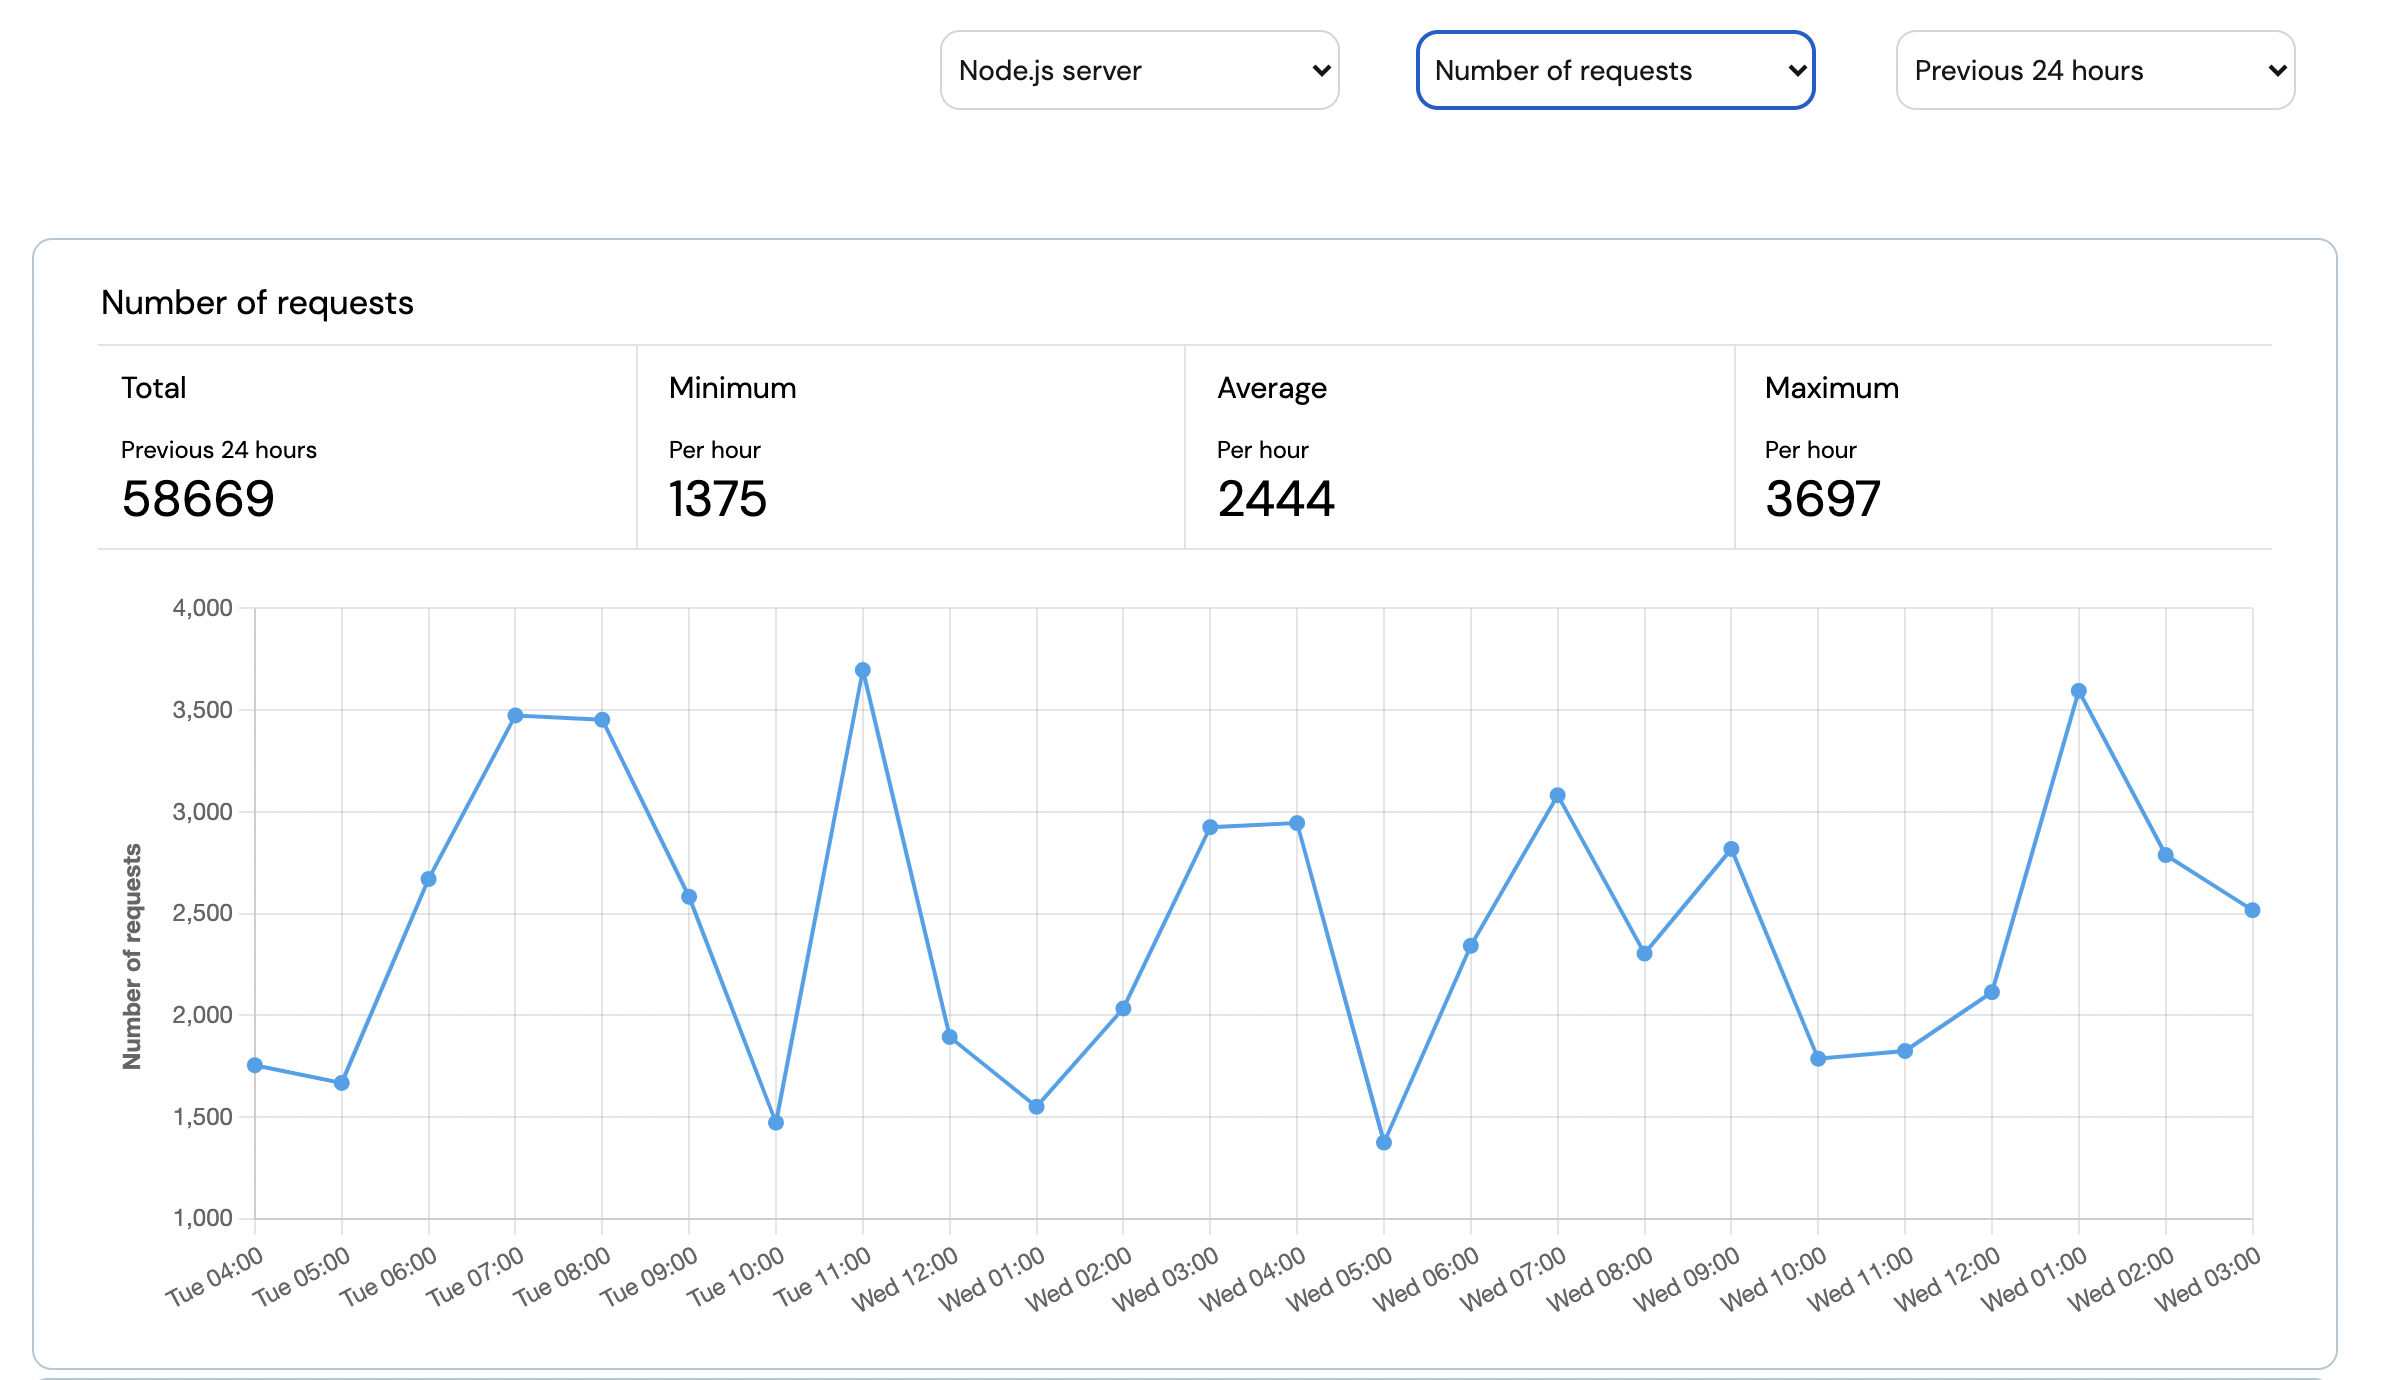 Node.js server
Number of requests
Previous 24 hours
Number of requests
Total
Minimum
Average
Maximum
Previous 24 hours
Per hour
Per hour
Per hour
58669
1375
2444
3697
4,000
3,500
3,000
2,500
2,000
1,500
1,000
Number of requests
Tue 04:00
Tue 05:00
Tue 06:00
Tue 07:00
Tue 08:00
Tue 09:00
Tue 10:00
Tue 11:00
Wed 12:00
Wed 01:00
Wed 02:00
Wed 03:00
Wed 04:00
Wed 05:00
Wed 06:00
Wed 07:00
Wed 08:00
Wed 09:00
Wed 10:00
Wed 11:00
Wed 12:00
Wed 01:00
Wed 02:00
Wed 03:00